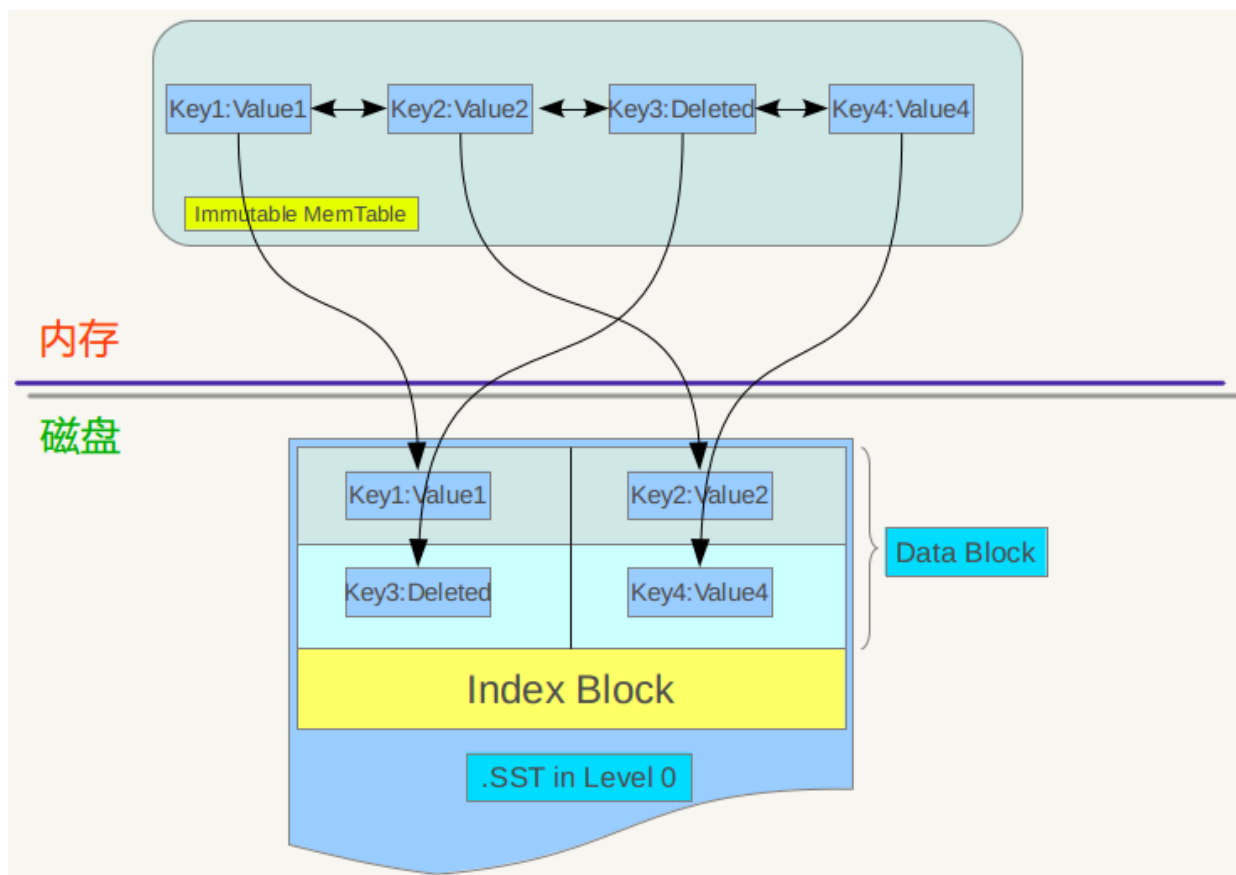 Key1:Value1
Key2:Value2
Key3:Deleted
Key4:Value4
Immutable MemTable
内存
磁盘
Key1:Value1
Key2:Value2
Data Block
Key3:Deleted
Key4:Value4
Index Block
.SST in Level 0